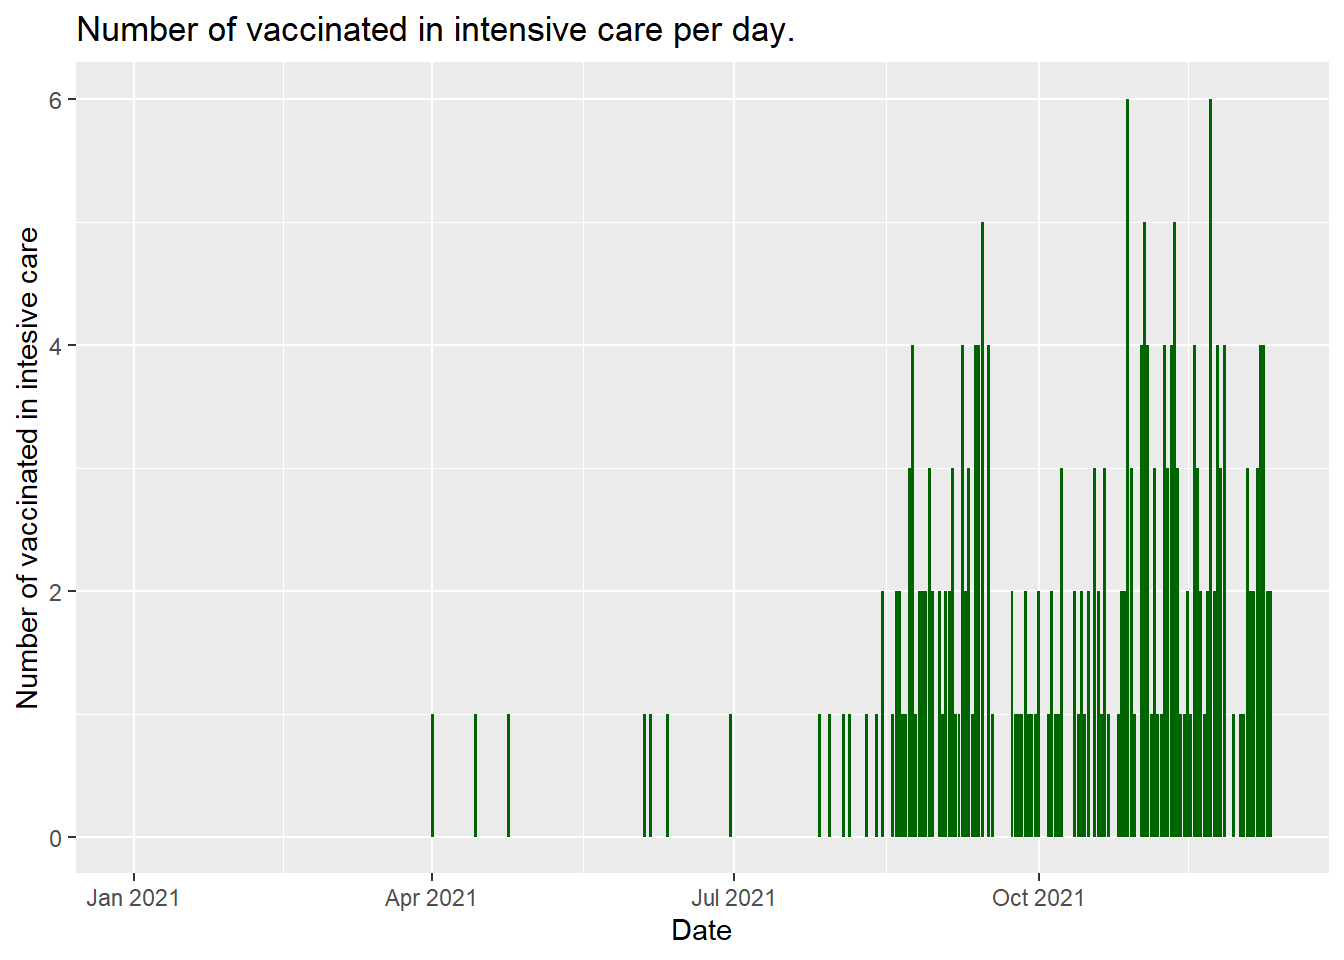 Number of vaccinated in intensive care per day.
Number of vaccinated in intesive care
6
4
2
0
Jan 2021
Apr 2021
Jul 2021
Oct 2021
Date